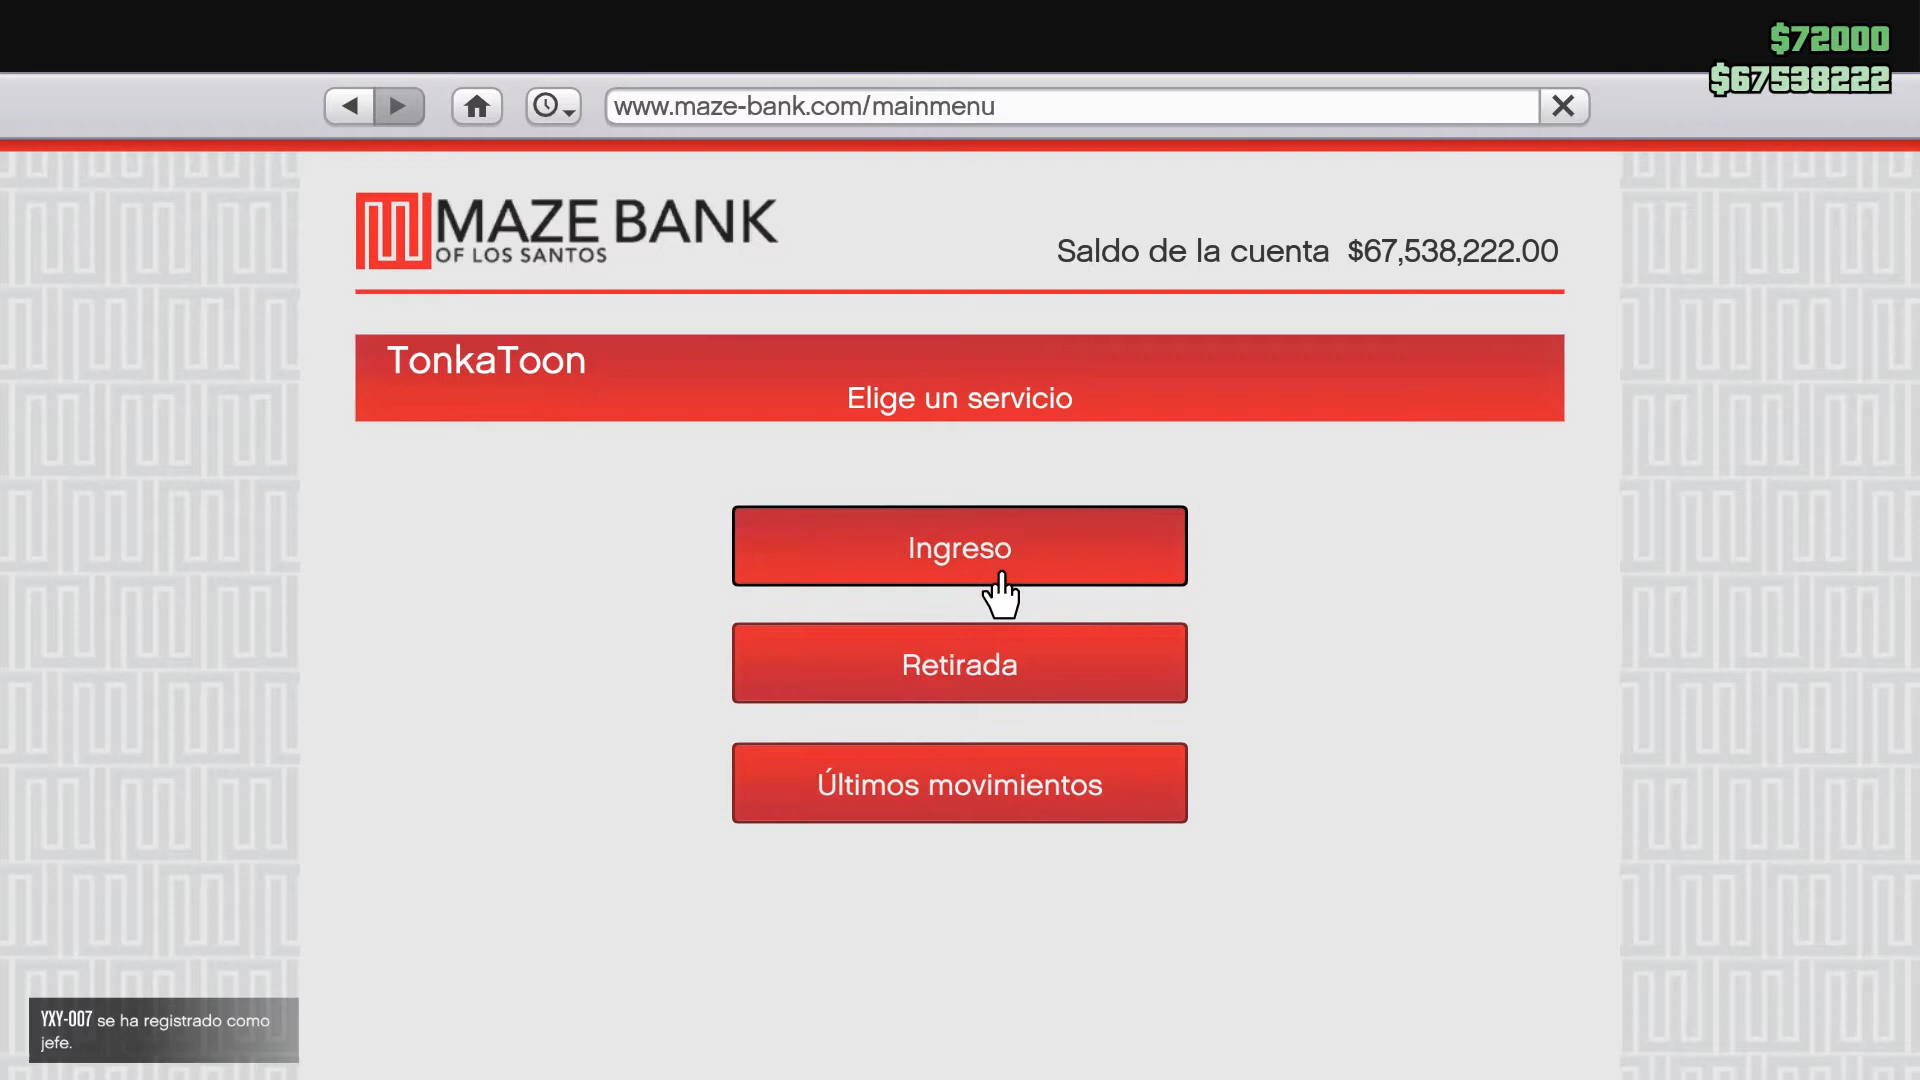 $72000
$67538222
www.maze-bank.com/mainmenu
MAZE BANK
OF LOS SANTOS
Saldo de la cuenta $67,538,222.00
TonkaToon
Elige un servicio
Ingreso
Retirada
Últimos movimientos
YXY-007 se ha registrado como
jefe.